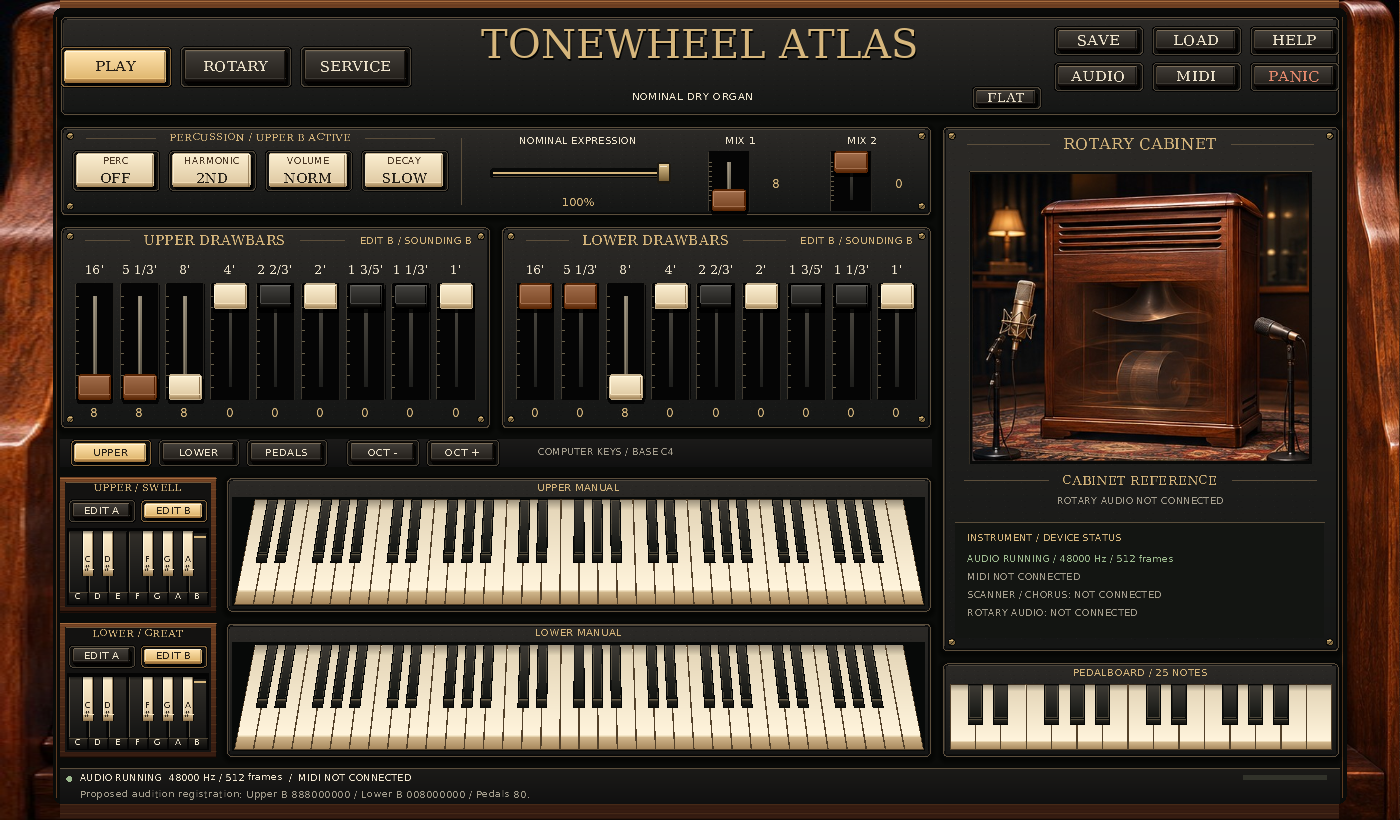 TONEWHEEL ATLAS
PLAY ROTARY SERVICE
SAVE LOAD HELP
AUDIO MIDI PANIC
NOMINAL DRY ORGAN
FLAT
PERCUSSION / UPPER B ACTIVE
PERC HARMONIC VOLUME DECAY
OFF 2ND NORM SLOW
NOMINAL EXPRESSION
100%
MIX 1 MIX 2
8 0
UPPER DRAWBARS EDIT B / SOUNDING B
16' 5 1/3' 8' 4' 2 2/3' 2' 1 3/5' 1 1/3' 1'
8 8 8 0 0 0 0 0 0
LOWER DRAWBARS EDIT B / SOUNDING B
16' 5 1/3' 8' 4' 2 2/3' 2' 1 3/5' 1 1/3' 1'
0 0 8 0 0 0 0 0 0
UPPER LOWER PEDALS OCT - OCT + COMPUTER KEYS / BASE C4
UPPER / SWELL
EDIT A EDIT B
C# D# F# G# A#
C D E F G A B
UPPER MANUAL
LOWER / GREAT
EDIT A EDIT B
C# D# F# G# A#
C D E F G A B
LOWER MANUAL
ROTARY CABINET
CABINET REFERENCE
ROTARY AUDIO NOT CONNECTED
INSTRUMENT / DEVICE STATUS
AUDIO RUNNING / 48000 Hz / 512 frames
MIDI NOT CONNECTED
SCANNER / CHORUS: NOT CONNECTED
ROTARY AUDIO: NOT CONNECTED
PEDALBOARD / 25 NOTES
AUDIO RUNNING 48000 Hz / 512 frames / MIDI NOT CONNECTED
Proposed audition registration: Upper B 888000000 / Lower B 008000000 / Pedals 80.